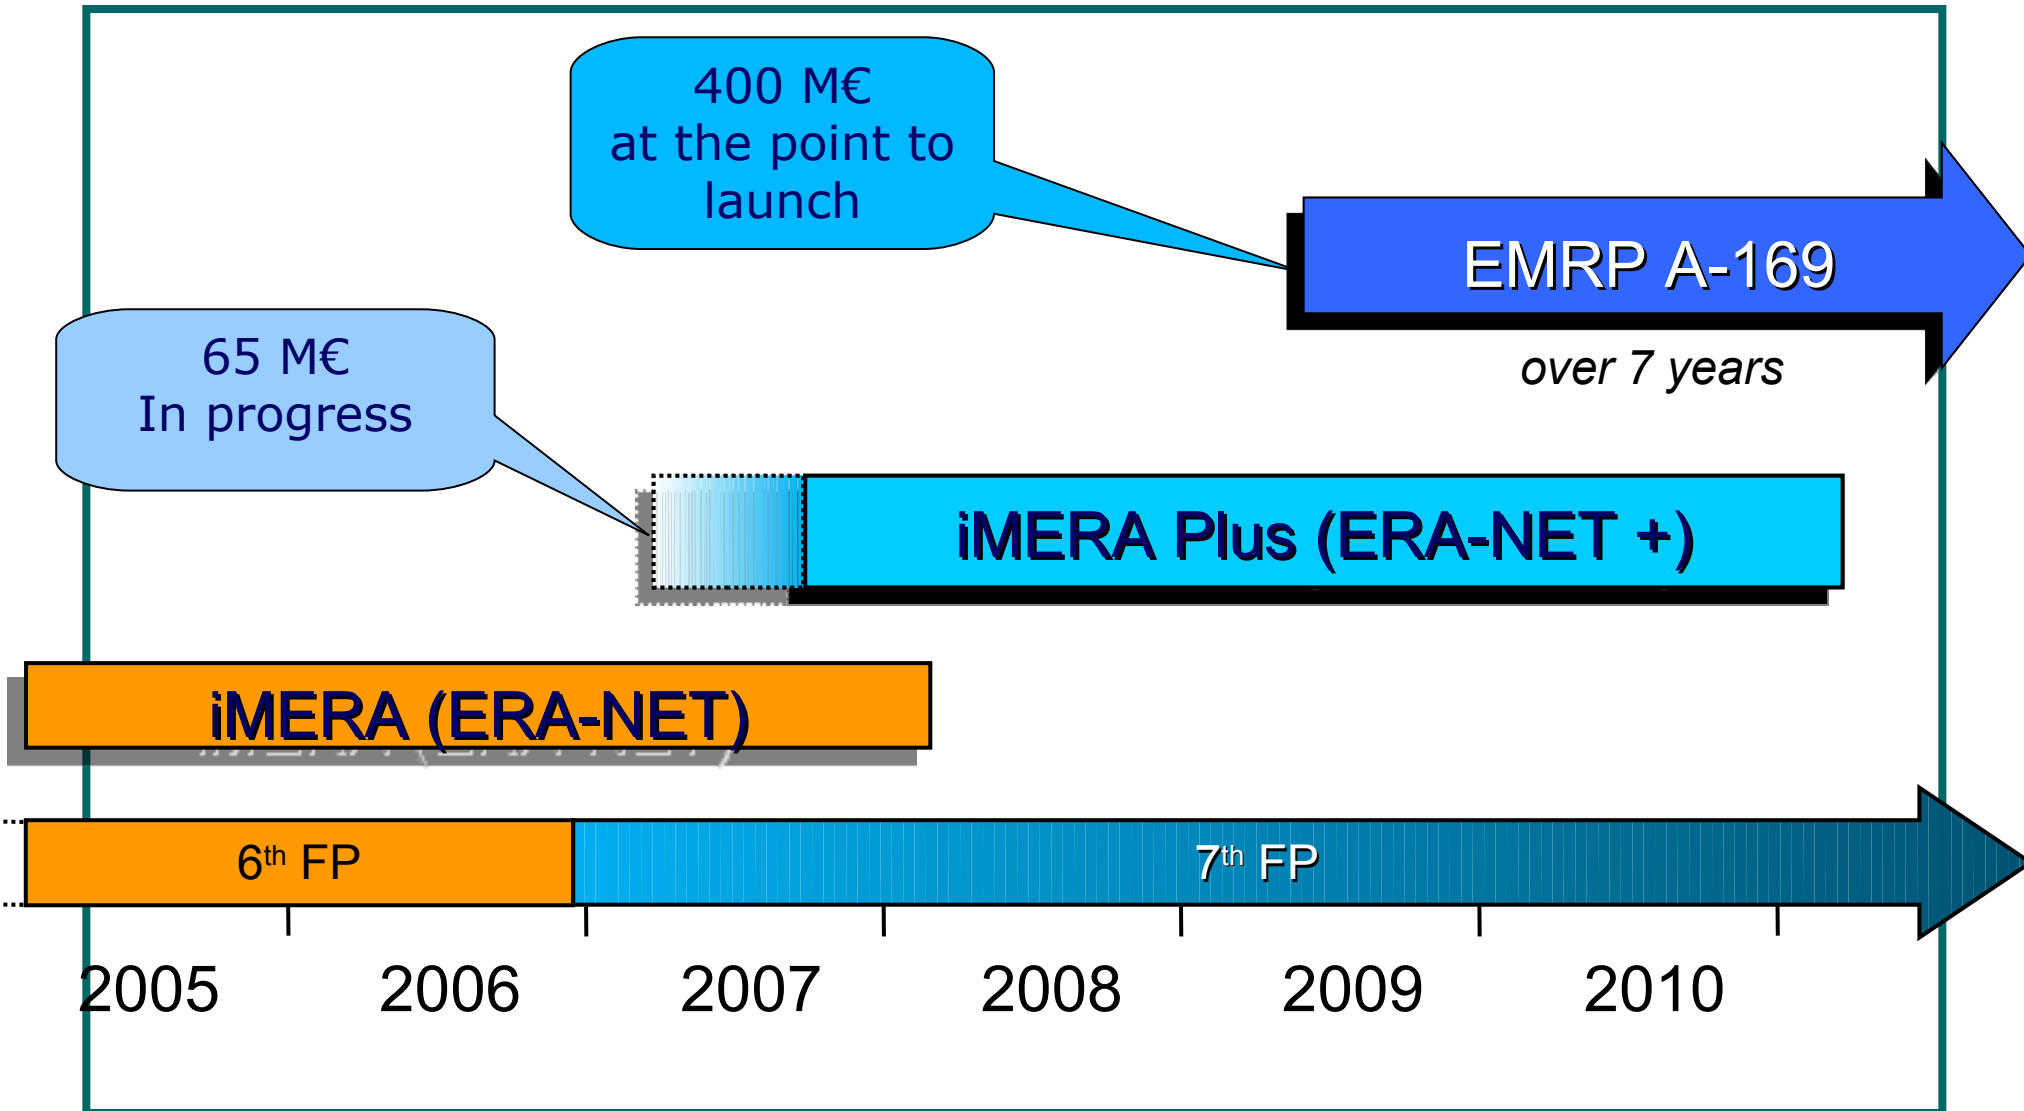 400 M€
at the point to
launch
EMRP A-169
over 7 years
65 M€
In progress
iMERA Plus (ERA-NET +)
iMERA (ERA-NET)
6th FP
7th FP
2005 2006 2007 2008 2009 2010